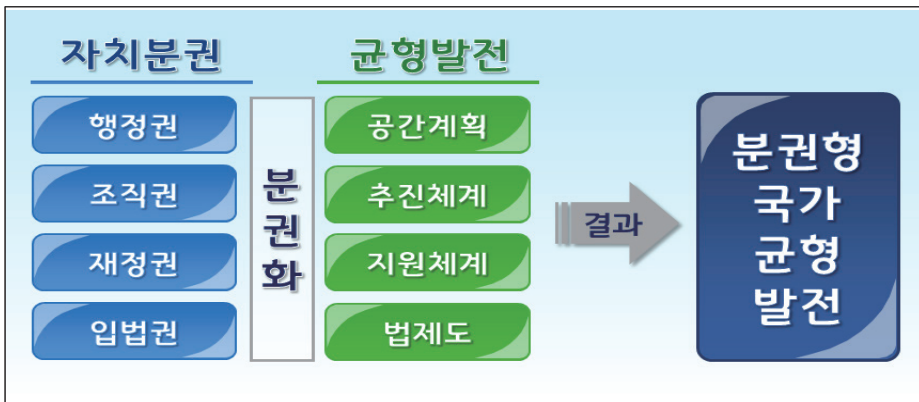 자치분권
행정권
조직권
재정권
입법권
분
권
화
균형발전
공간계획
추진체계
지원체계
법제도
결과
분권형
국가
균형
발전